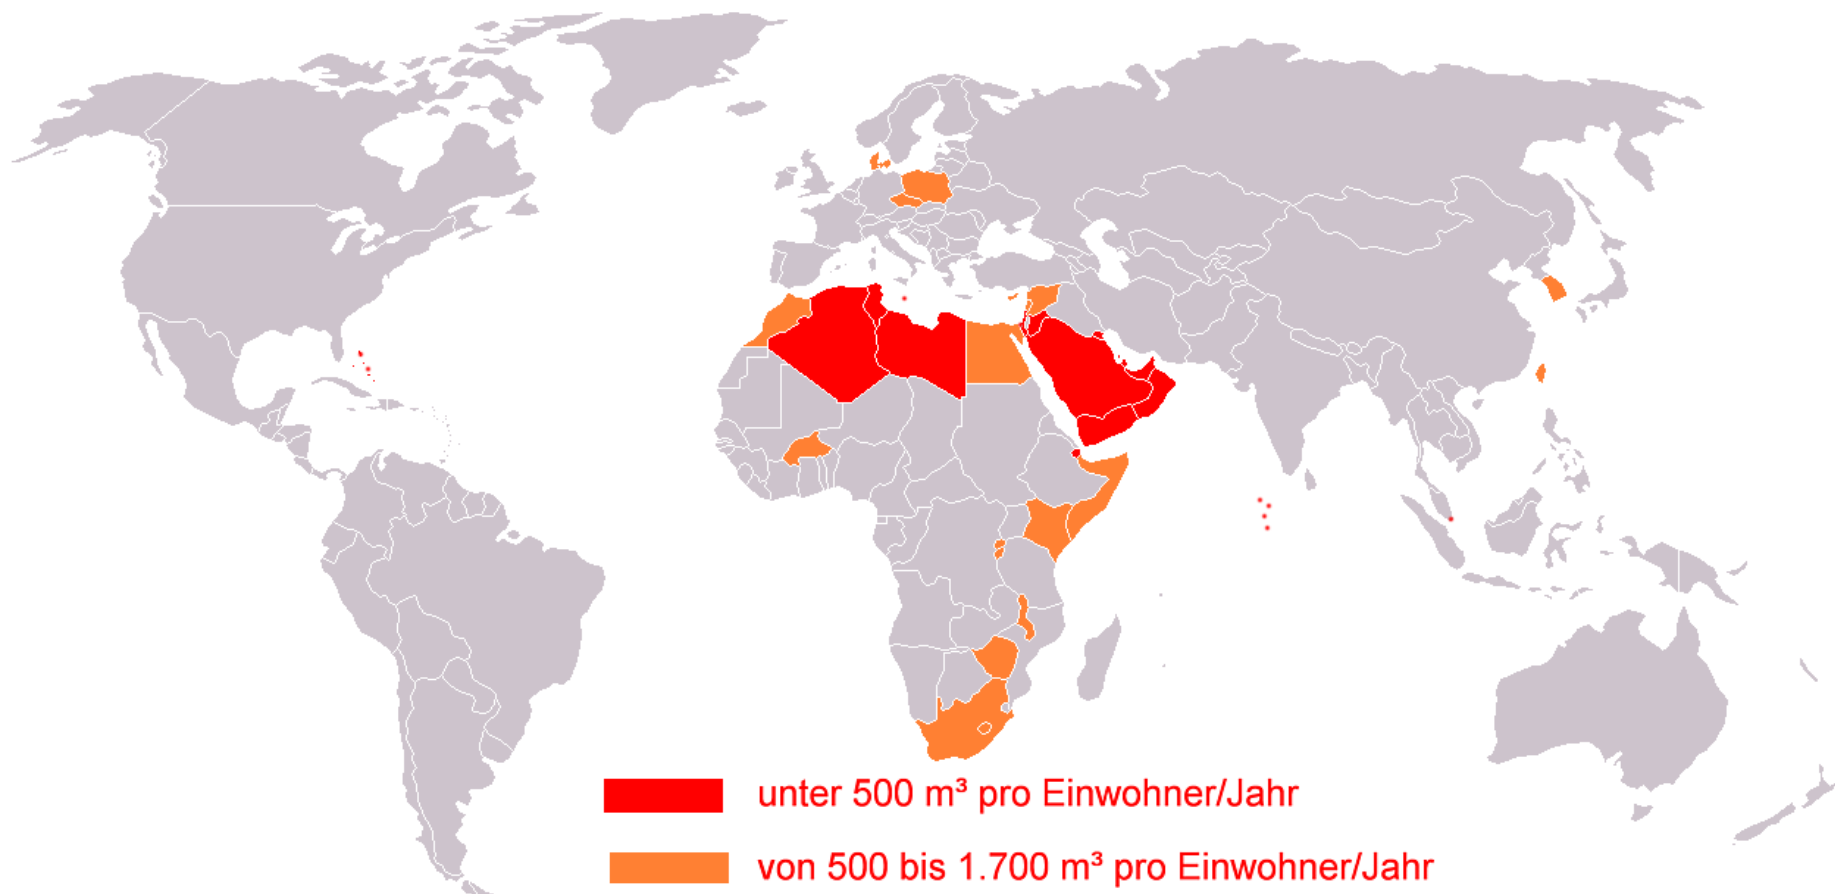 unter 500 m³ pro Einwohner/Jahr
von 500 bis 1.700 m³ pro Einwohner/Jahr